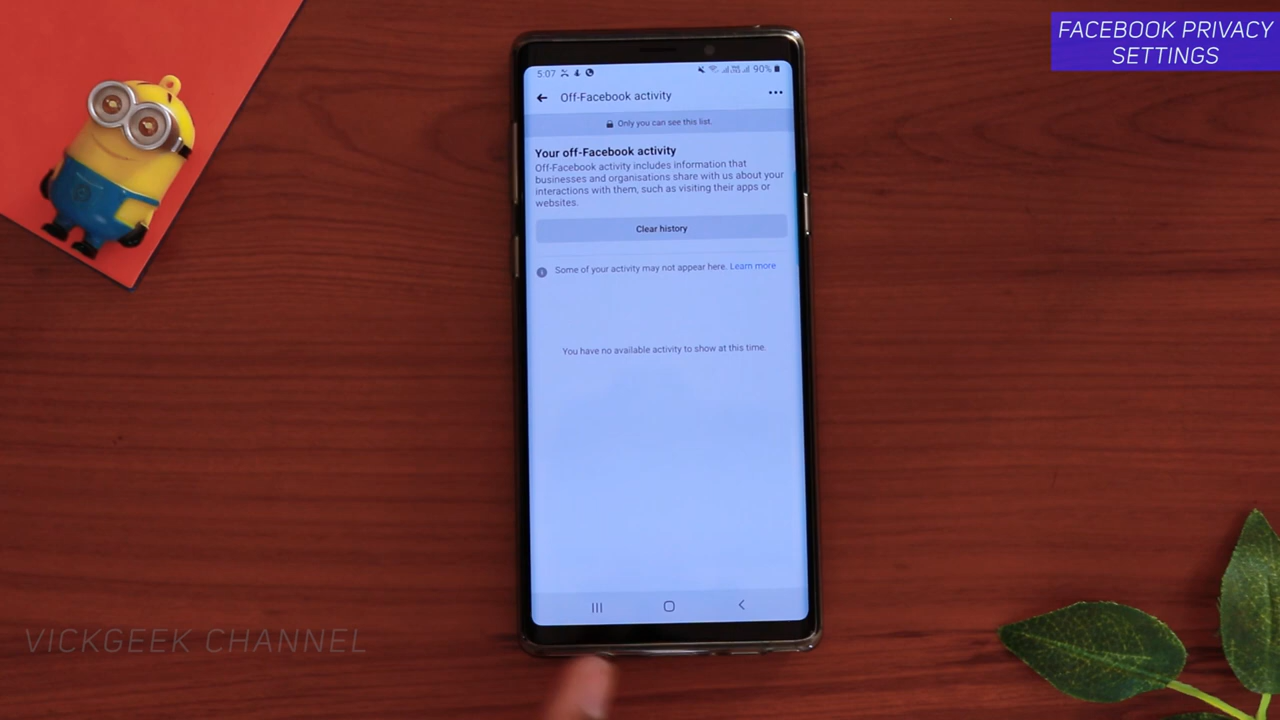 FACEBOOK PRIVACY
SETTINGS
5:07
90%
Off-Facebook activity
Only you can see this list.
Your off-Facebook activity
Off-Facebook activity includes information that
businesses and organisations share with us about your
interactions with them, such as visiting their apps or
websites.
Clear history
Some of your activity may not appear here. Learn more
You have no available activity to show at this time.
VICKGEEK CHANNEL